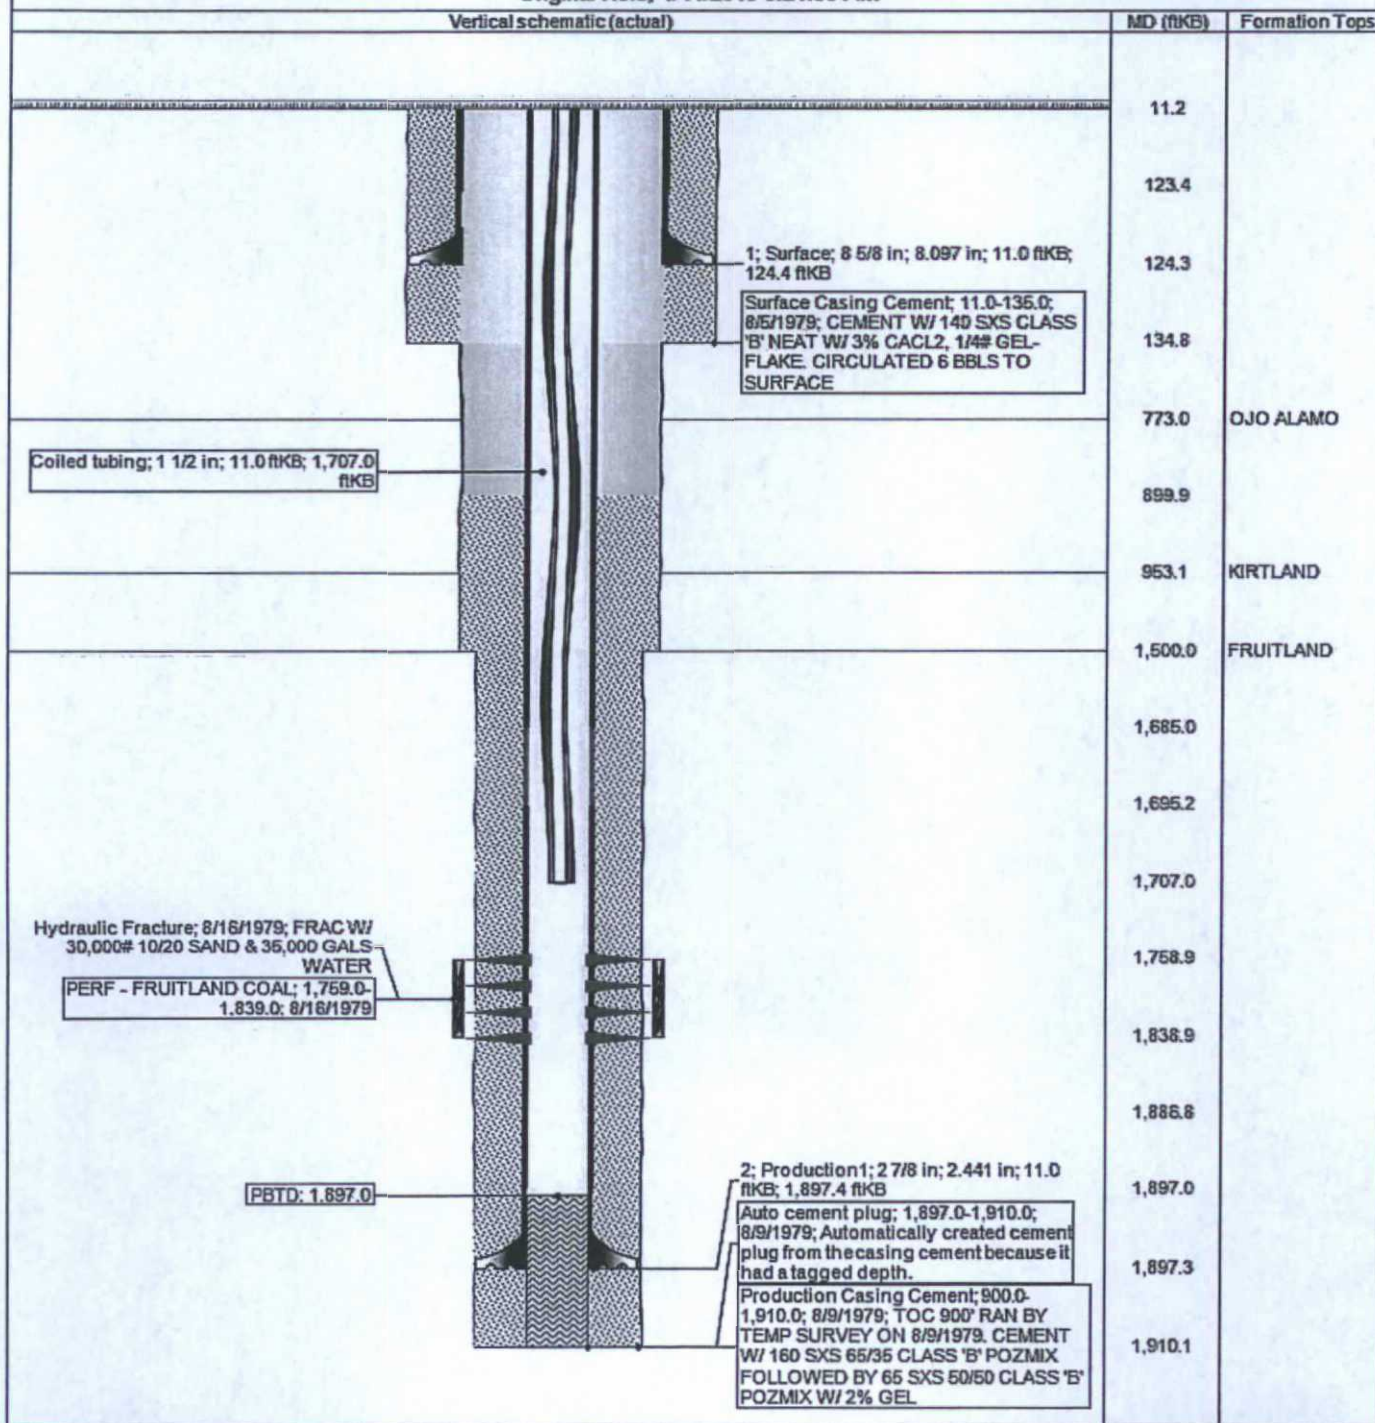 Vertical schematic (actual)
MD (ftKB)
Formation Tops
11.2
123.4
1; Surface; 8 5/8 in; 8.097 in; 11.0 ftKB;
124.4 ftKB
124.3
Surface Casing Cement; 11.0-135.0;
8/5/1979; CEMENT W/ 140 SXS CLASS
'B' NEAT W/ 3% CACL2, 1/4# GEL-
FLAKE. CIRCULATED 6 BBLS TO
SURFACE
134.8
773.0
OJO ALAMO
Coiled tubing; 1 1/2 in; 11.0 ftKB; 1,707.0
ftKB
899.9
953.1
KIRTLAND
1,500.0
FRUITLAND
1,685.0
1,695.2
1,707.0
Hydraulic Fracture; 8/16/1979; FRAC W/
30,000# 10/20 SAND & 35,000 GALS
WATER
1,758.9
PERF - FRUITLAND COAL; 1,759.0-
1,839.0; 8/16/1979
1,838.9
1,886.8
2; Production1; 2 7/8 in; 2.441 in; 11.0
ftKB; 1,897.4 ftKB
PBTD; 1,897.0
1,897.0
Auto cement plug; 1,897.0-1,910.0;
8/9/1979; Automatically created cement
plug from the casing cement because it
had a tagged depth.
1,897.3
Production Casing Cement; 900.0-
1,910.0; 8/9/1979; TOC 900' RAN BY
TEMP SURVEY ON 8/9/1979. CEMENT
W/ 160 SXS 65/35 CLASS 'B' POZMIX
FOLLOWED BY 65 SXS 50/50 CLASS 'B'
POZMIX W/ 2% GEL
1,910.1